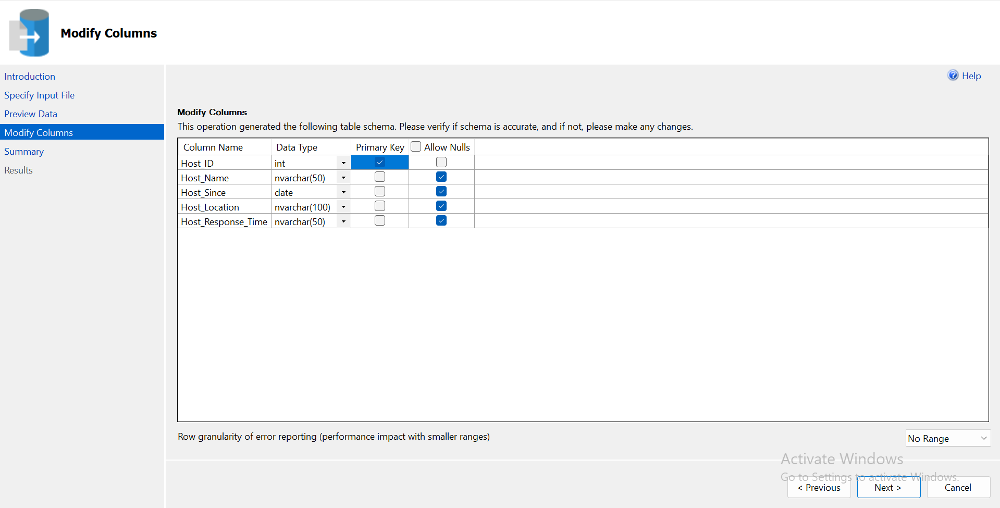 Modify Columns
Introduction
Specify Input File
Preview Data
Modify Columns
Summary
Results
Help
Modify Columns
This operation generated the following table schema. Please verify if schema is accurate, and if not, please make any changes.
Column Name Data Type Primary Key Allow Nulls
Host_ID int
Host_Name nvarchar(50)
Host_Since date
Host_Location nvarchar(100)
Host_Response_Time nvarchar(50)
Row granularity of error reporting (performance impact with smaller ranges) No Range
Activate Windows
Go to Settings to activate Windows.
< Previous Next > Cancel